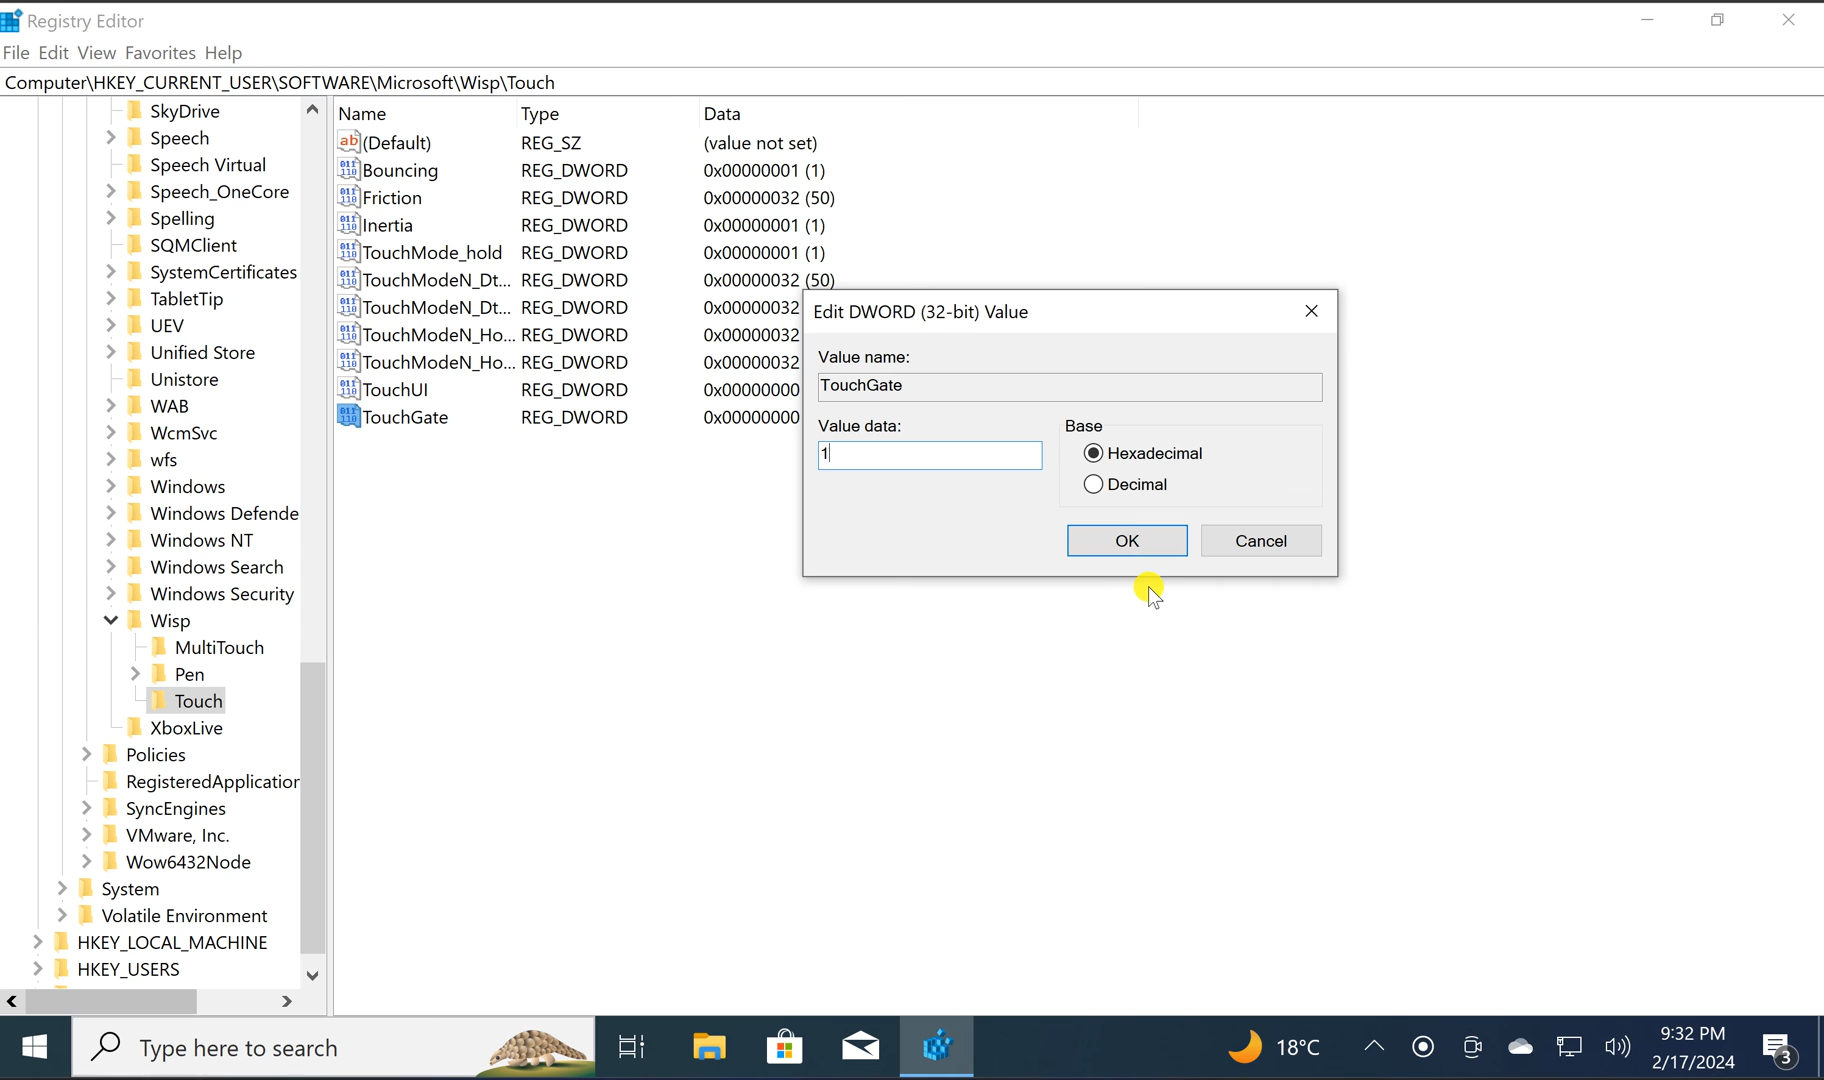 Registry Editor
File Edit View Favorites Help
Computer\HKEY_CURRENT_USER\SOFTWARE\Microsoft\Wisp\Touch
SkyDrive
Speech
Speech Virtual
Speech_OneCore
Spelling
SQMClient
SystemCertificates
TabletTip
UEV
Unified Store
Unistore
WAB
WcmSvc
wfs
Windows
Windows Defende
Windows NT
Windows Search
Windows Security
Wisp
MultiTouch
Pen
Touch
XboxLive
Policies
RegisteredApplication
SyncEngines
VMware, Inc.
Wow6432Node
System
Volatile Environment
HKEY_LOCAL_MACHINE
HKEY_USERS
Name Type Data
(Default) REG_SZ (value not set)
Bouncing REG_DWORD 0x00000001 (1)
Friction REG_DWORD 0x00000032 (50)
Inertia REG_DWORD 0x00000001 (1)
TouchMode_hold REG_DWORD 0x00000001 (1)
TouchModeN_Dt... REG_DWORD 0x00000032 (50)
TouchModeN_Dt... REG_DWORD 0x00000032
TouchModeN_Ho... REG_DWORD 0x00000032
TouchModeN_Ho... REG_DWORD 0x00000032
TouchUI REG_DWORD 0x00000000
TouchGate REG_DWORD 0x00000000
Edit DWORD (32-bit) Value
Value name:
TouchGate
Value data:
1
Base
Hexadecimal
Decimal
OK Cancel
Type here to search
18°C
9:32 PM
2/17/2024
3